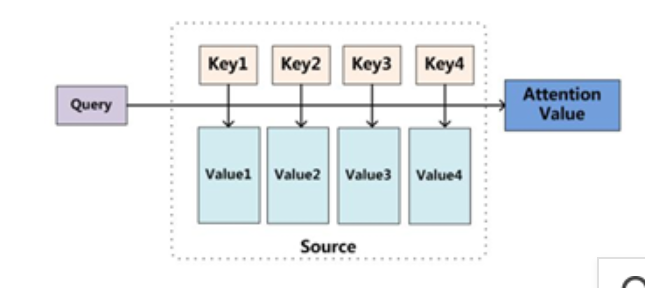 Key1 Key2 Key3 Key4
Query
Attention
Value
Value1 Value2 Value3 Value4
Source